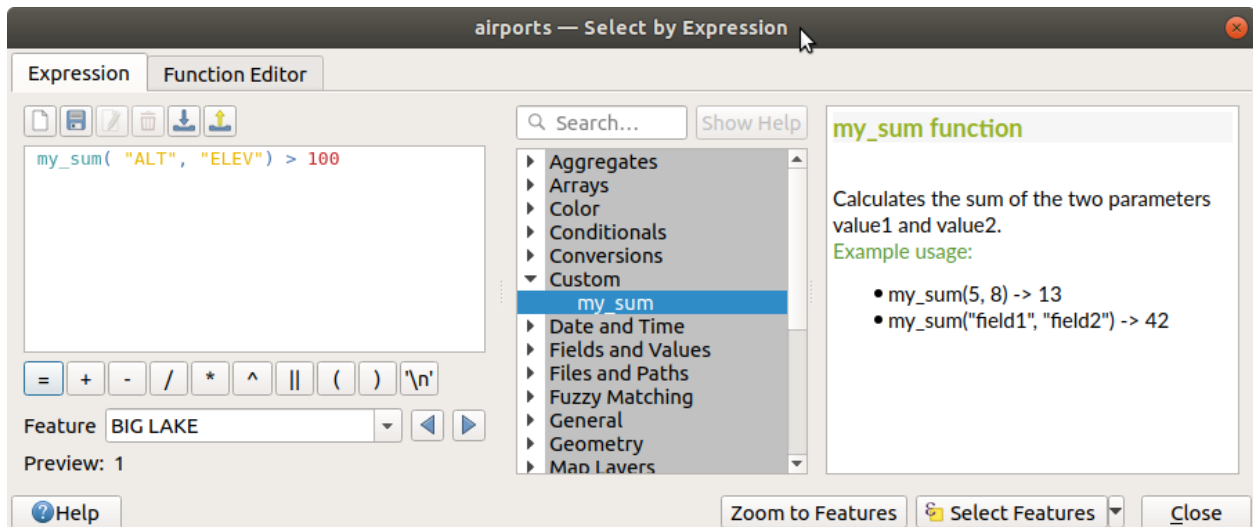 airports — Select by Expression
Expression
Function Editor
my_sum( "ALT", "ELEV") > 100
= + - / * ^ || ( ) '\n'
Feature BIG LAKE
Preview: 1
Search...
Show Help
Aggregates
Arrays
Color
Conditionals
Conversions
Custom
my_sum
Date and Time
Fields and Values
Files and Paths
Fuzzy Matching
General
Geometry
Map Layers
my_sum function
Calculates the sum of the two parameters
value1 and value2.
Example usage:
my_sum(5, 8) -> 13
my_sum("field1", "field2") -> 42
Help
Zoom to Features
Select Features
Close